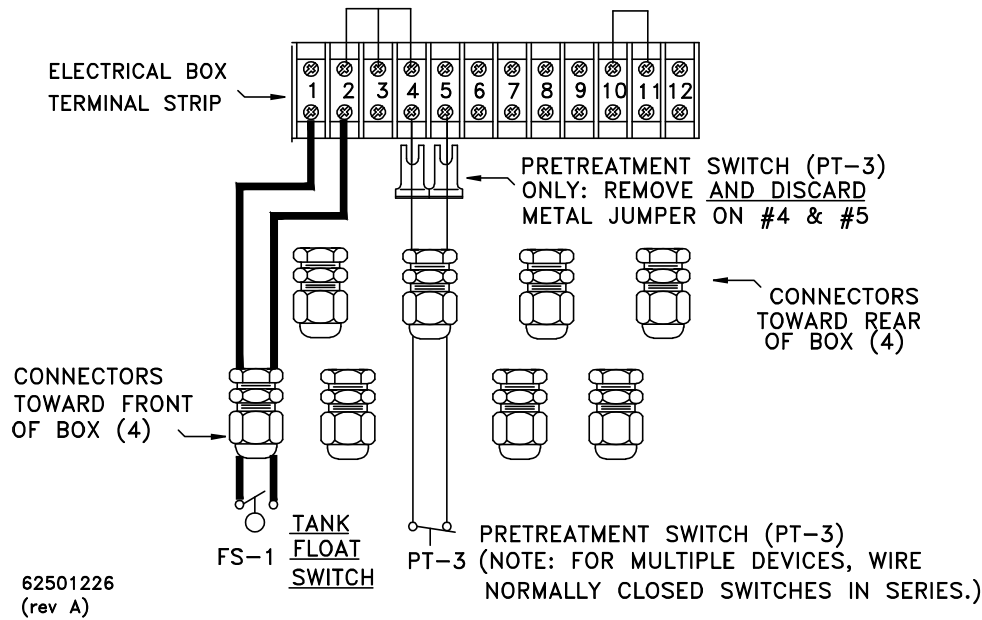 ELECTRICAL BOX
TERMINAL STRIP
1 2 3 4 5 6 7 8 9 10 11 12
PRETREATMENT SWITCH (PT-3)
ONLY: REMOVE AND DISCARD
METAL JUMPER ON #4 & #5
CONNECTORS
TOWARD REAR
OF BOX (4)
CONNECTORS
TOWARD FRONT
OF BOX (4)
FS-1
TANK
FLOAT
SWITCH
PT-3
PRETREATMENT SWITCH (PT-3)
(NOTE: FOR MULTIPLE DEVICES, WIRE
NORMALLY CLOSED SWITCHES IN SERIES.)
62501226
(rev A)